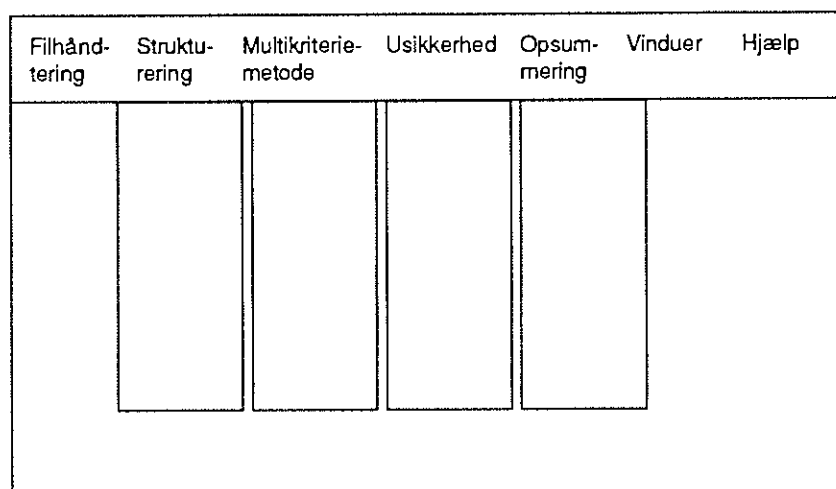 Filhånd- Struktu- Multikriterie- Usikkerhed Opsum- Vinduer Hjælp
tering rering metode mering